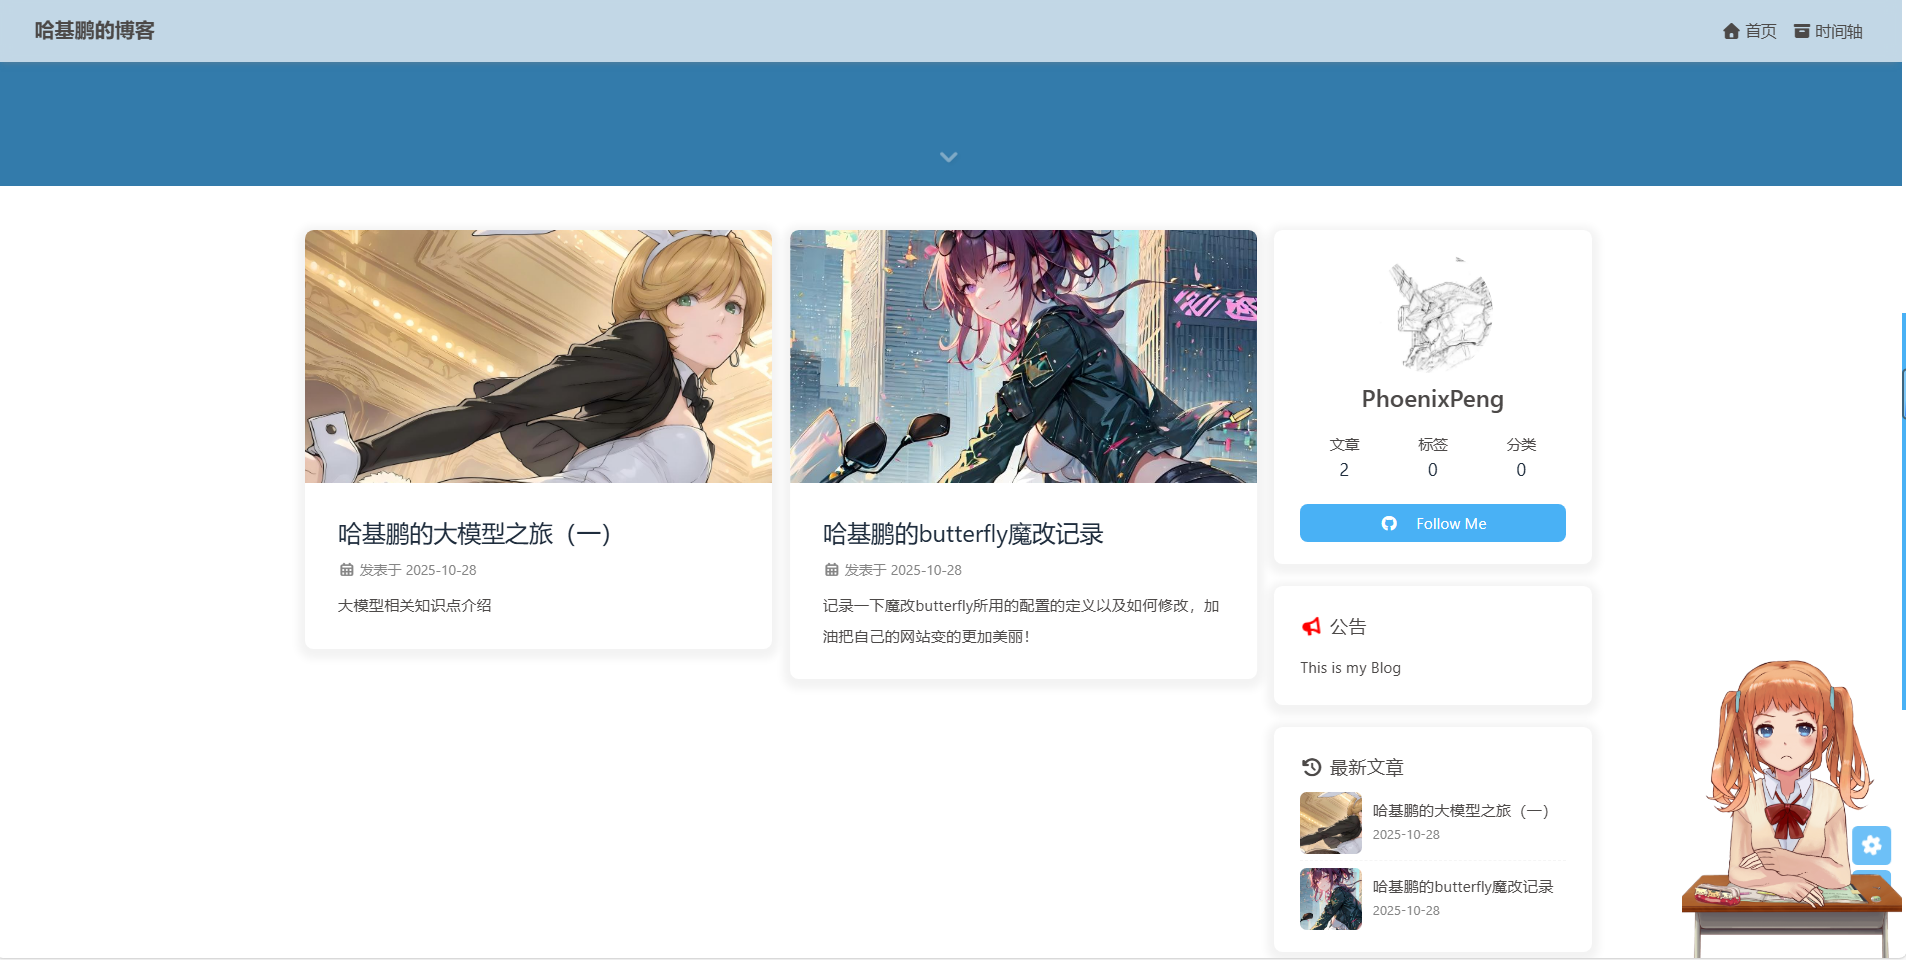 哈基鹏的博客
首页 时间轴
哈基鹏的大模型之旅（一）
发表于 2025-10-28
大模型相关知识点介绍
哈基鹏的butterfly魔改记录
发表于 2025-10-28
记录一下魔改butterfly所用的配置的定义以及如何修改，加
油把自己的网站变的更加美丽！
PhoenixPeng
文章 标签 分类
2 0 0
Follow Me
公告
This is my Blog
最新文章
哈基鹏的大模型之旅（一）
2025-10-28
哈基鹏的butterfly魔改记录
2025-10-28